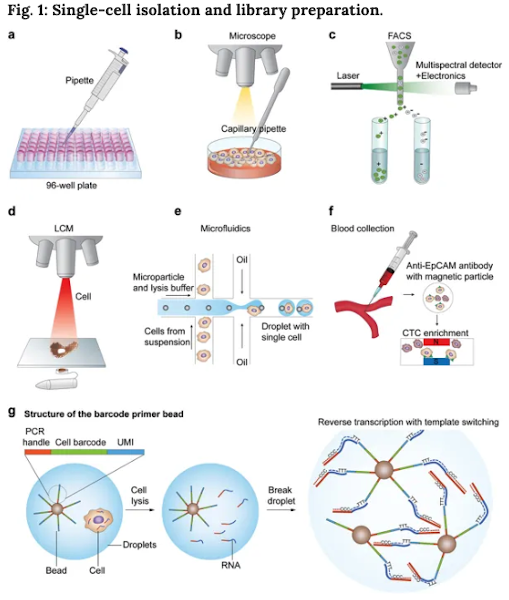 Fig. 1: Single-cell isolation and library preparation.
a
Pipette
96-well plate
b
Microscope
Capillary pipette
c
FACS
Laser
Multispectral detector
+Electronics
+
-
d
LCM
Cell
e
Microfluidics
Oil
Microparticle
and lysis buffer
Cells from
suspension
Droplet with
single cell
Oil
f
Blood collection
Anti-EpCAM antibody
with magnetic particle
CTC enrichment
N
g
Structure of the barcode primer bead
PCR
handle
Cell barcode
UMI
Bead
Cell
Droplets
Cell
lysis
RNA
Break
droplet
Reverse transcription with template switching